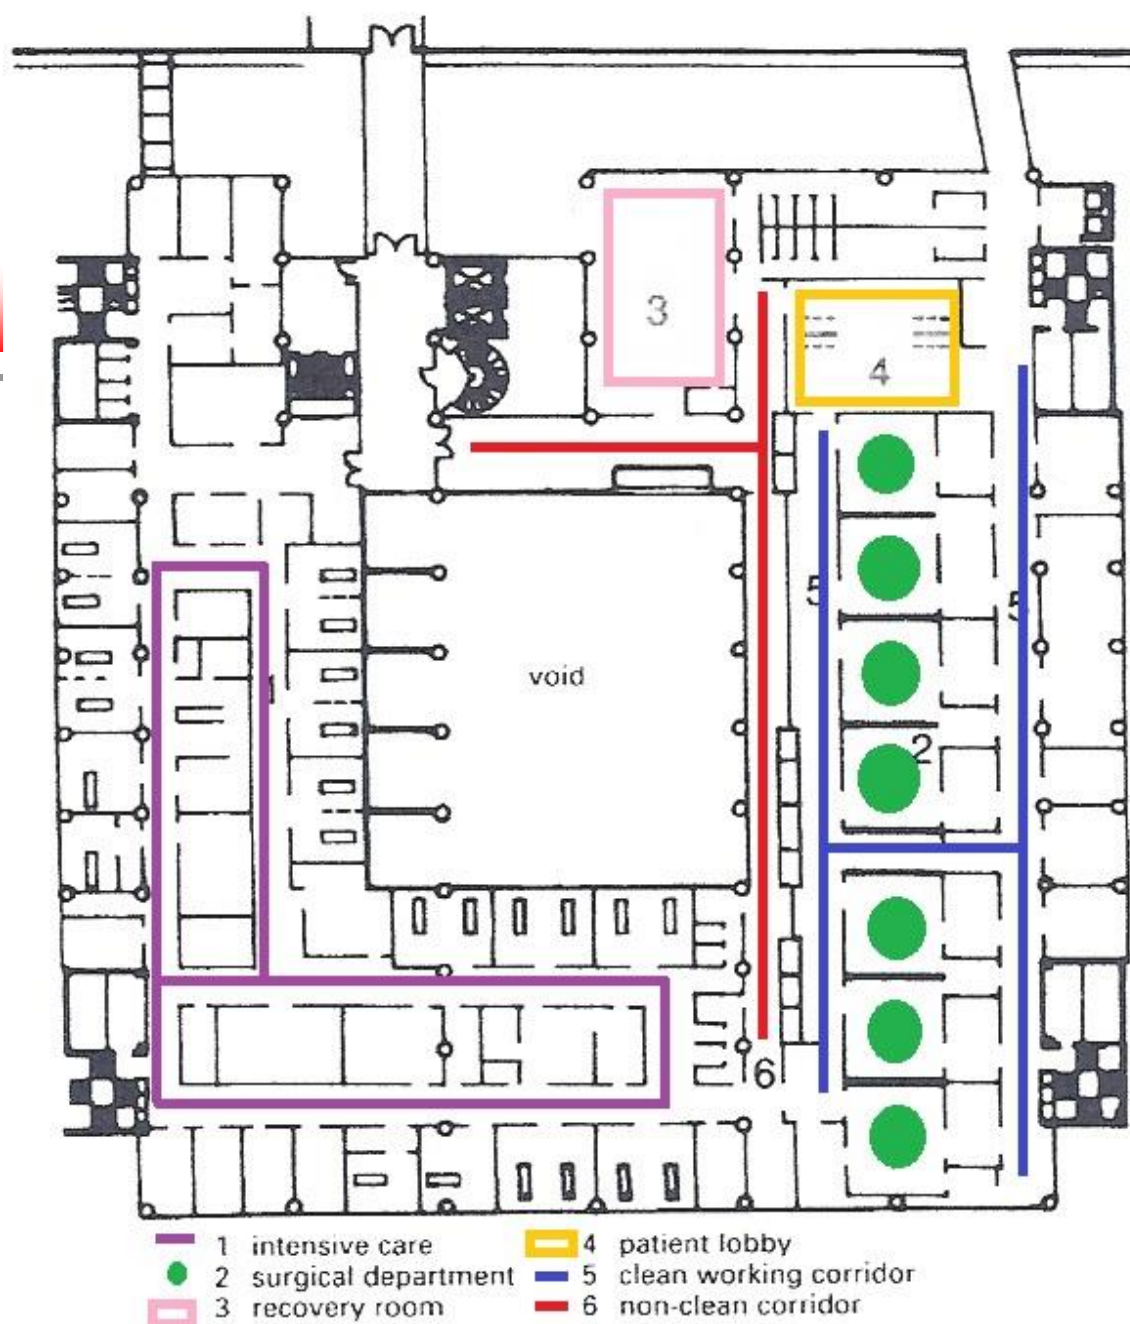 3
4
5
5
1
void
2
6
1 intensive care
2 surgical department
3 recovery room
4 patient lobby
5 clean working corridor
6 non-clean corridor